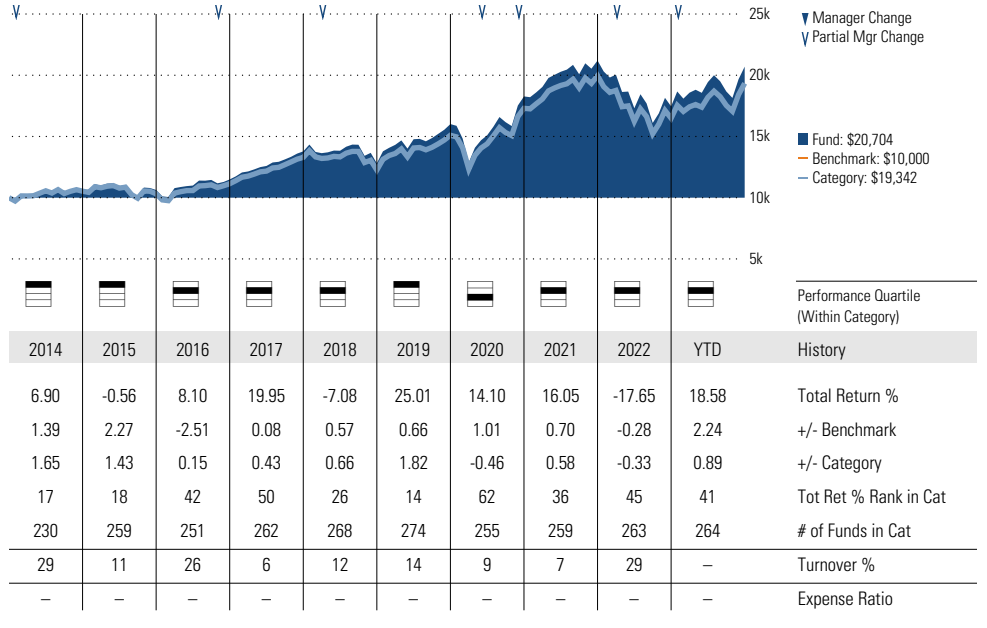 25k
Manager Change
Partial Mgr Change
20k
15k
Fund: $20,704
Benchmark: $10,000
Category: $19,342
10k
5k
Performance Quartile
(Within Category)
2014 2015 2016 2017 2018 2019 2020 2021 2022 YTD History
6.90 -0.56 8.10 19.95 -7.08 25.01 14.10 16.05 -17.65 18.58 Total Return %
1.39 2.27 -2.51 0.08 0.57 0.66 1.01 0.70 -0.28 2.24 +/- Benchmark
1.65 1.43 0.15 0.43 0.66 1.82 -0.46 0.58 -0.33 0.89 +/- Category
17 18 42 50 26 14 62 36 45 41 Tot Ret % Rank in Cat
230 259 251 262 268 274 255 259 263 264 # of Funds in Cat
29 11 26 6 12 14 9 7 29 – Turnover %
– – – – – – – – – – Expense Ratio